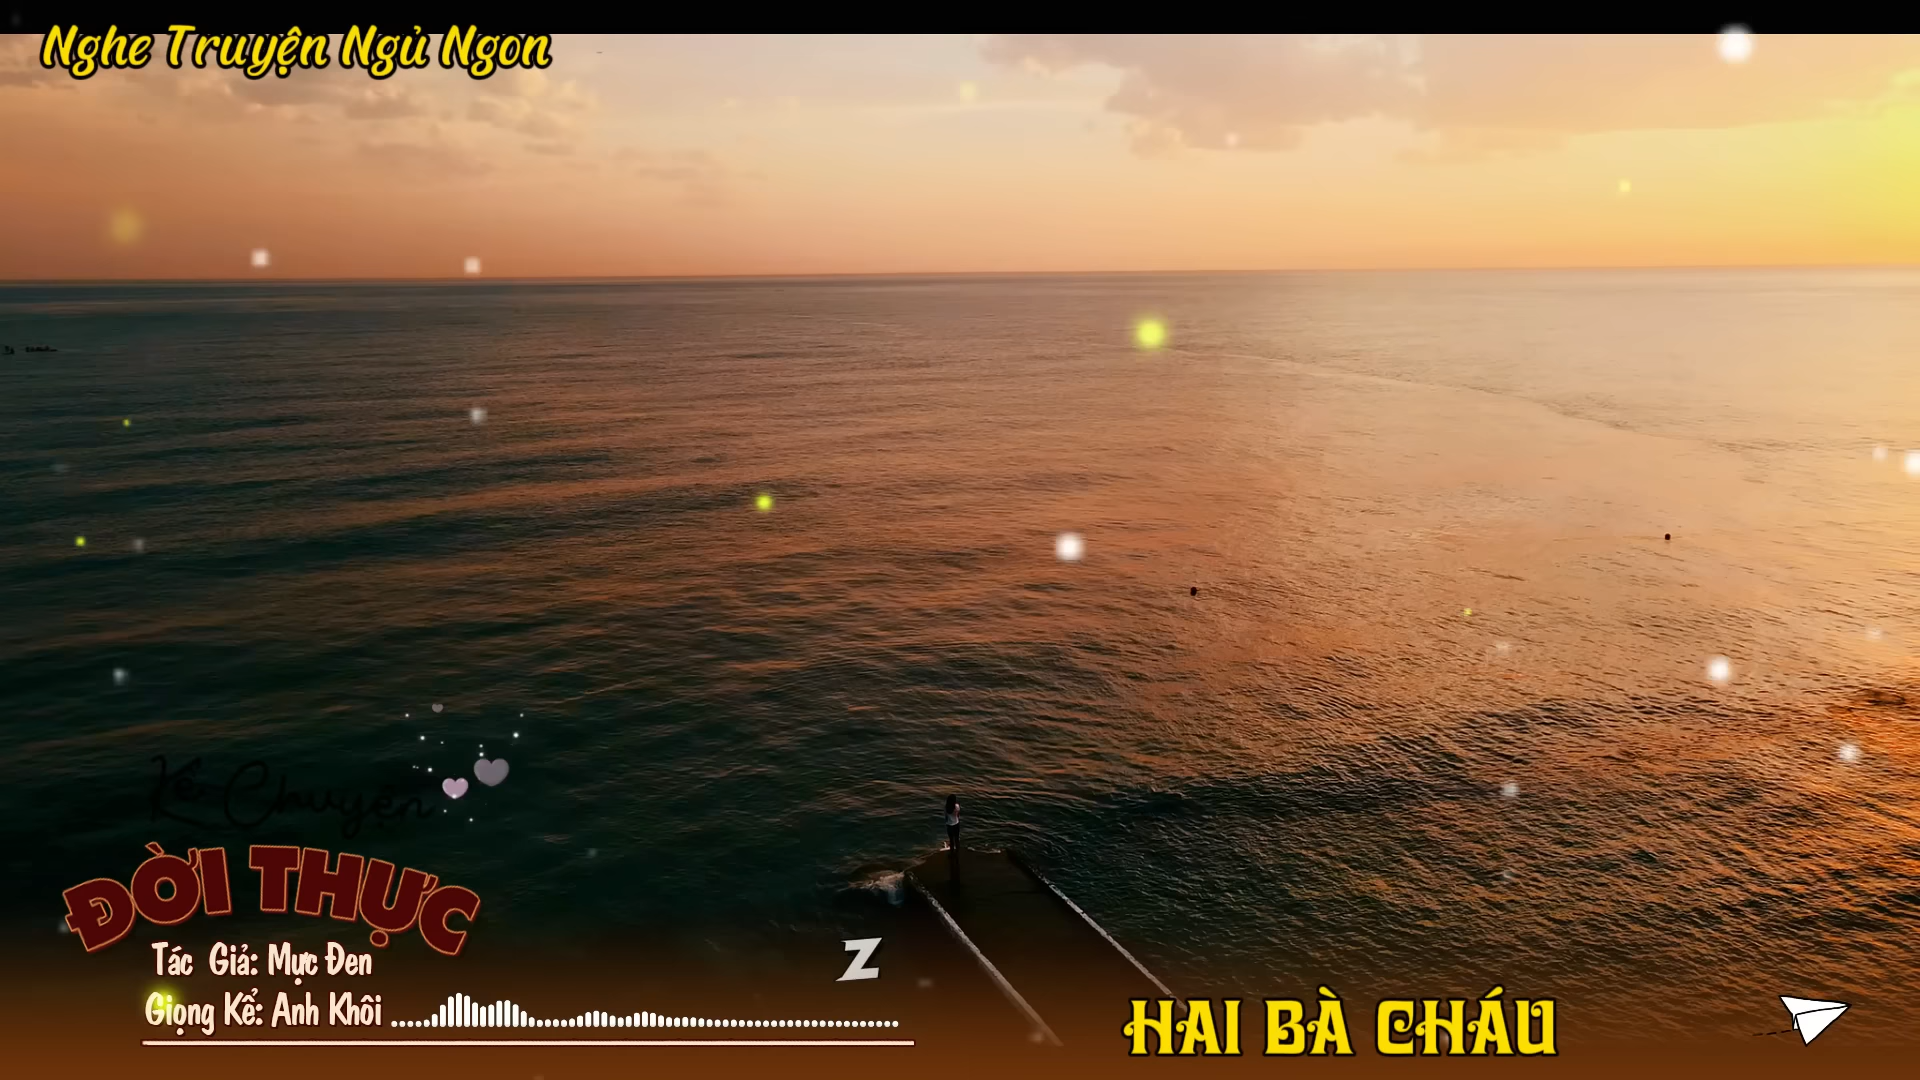 Nghe Truyện Ngủ Ngon
Kể Chuyện
ĐỜI THỰC
Tác Giả: Mực Đen
Giọng Kể: Anh Khôi
Z
HAI BÀ CHÁU